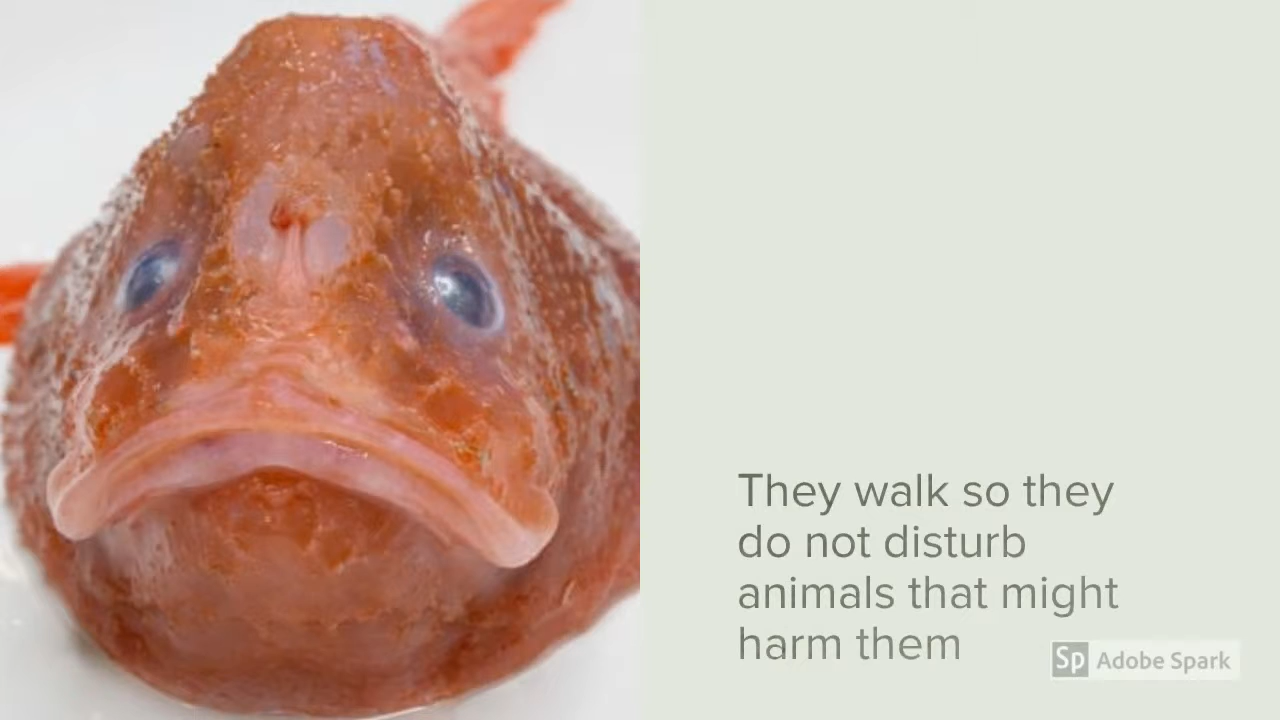 They walk so they
do not disturb
animals that might
harm them
Sp Adobe Spark